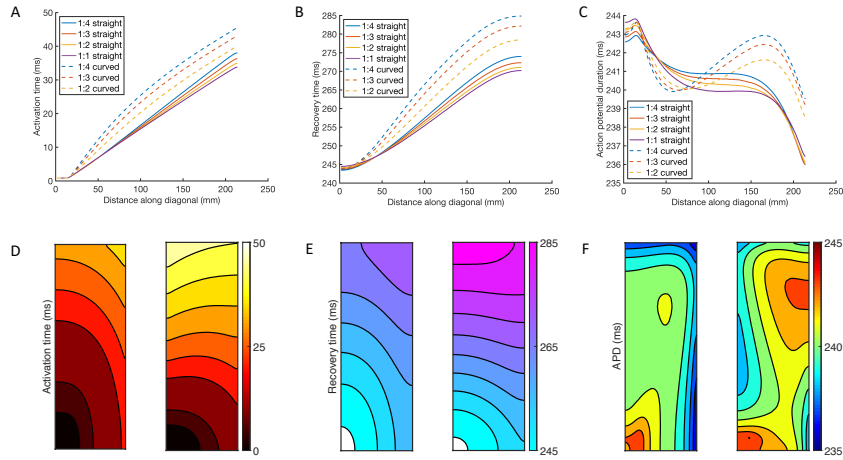 A
50
40
30
20
10
0
Activation time (ms)
1:4 straight
1:3 straight
1:2 straight
1:1 straight
1:4 curved
1:3 curved
1:2 curved
0
50
100
150
200
250
Distance along diagonal (mm)
B
285
280
275
270
265
260
255
250
245
240
Recovery time (ms)
1:4 straight
1:3 straight
1:2 straight
1:1 straight
1:4 curved
1:3 curved
1:2 curved
0
50
100
150
200
250
Distance along diagonal (mm)
C
244
243
242
241
240
239
238
237
236
235
Action potential duration (ms)
1:4 straight
1:3 straight
1:2 straight
1:1 straight
1:4 curved
1:3 curved
1:2 curved
0
50
100
150
200
250
Distance along diagonal (mm)
D
Activation time (ms)
50
25
0
E
Recovery time (ms)
285
265
245
F
APD (ms)
245
240
235